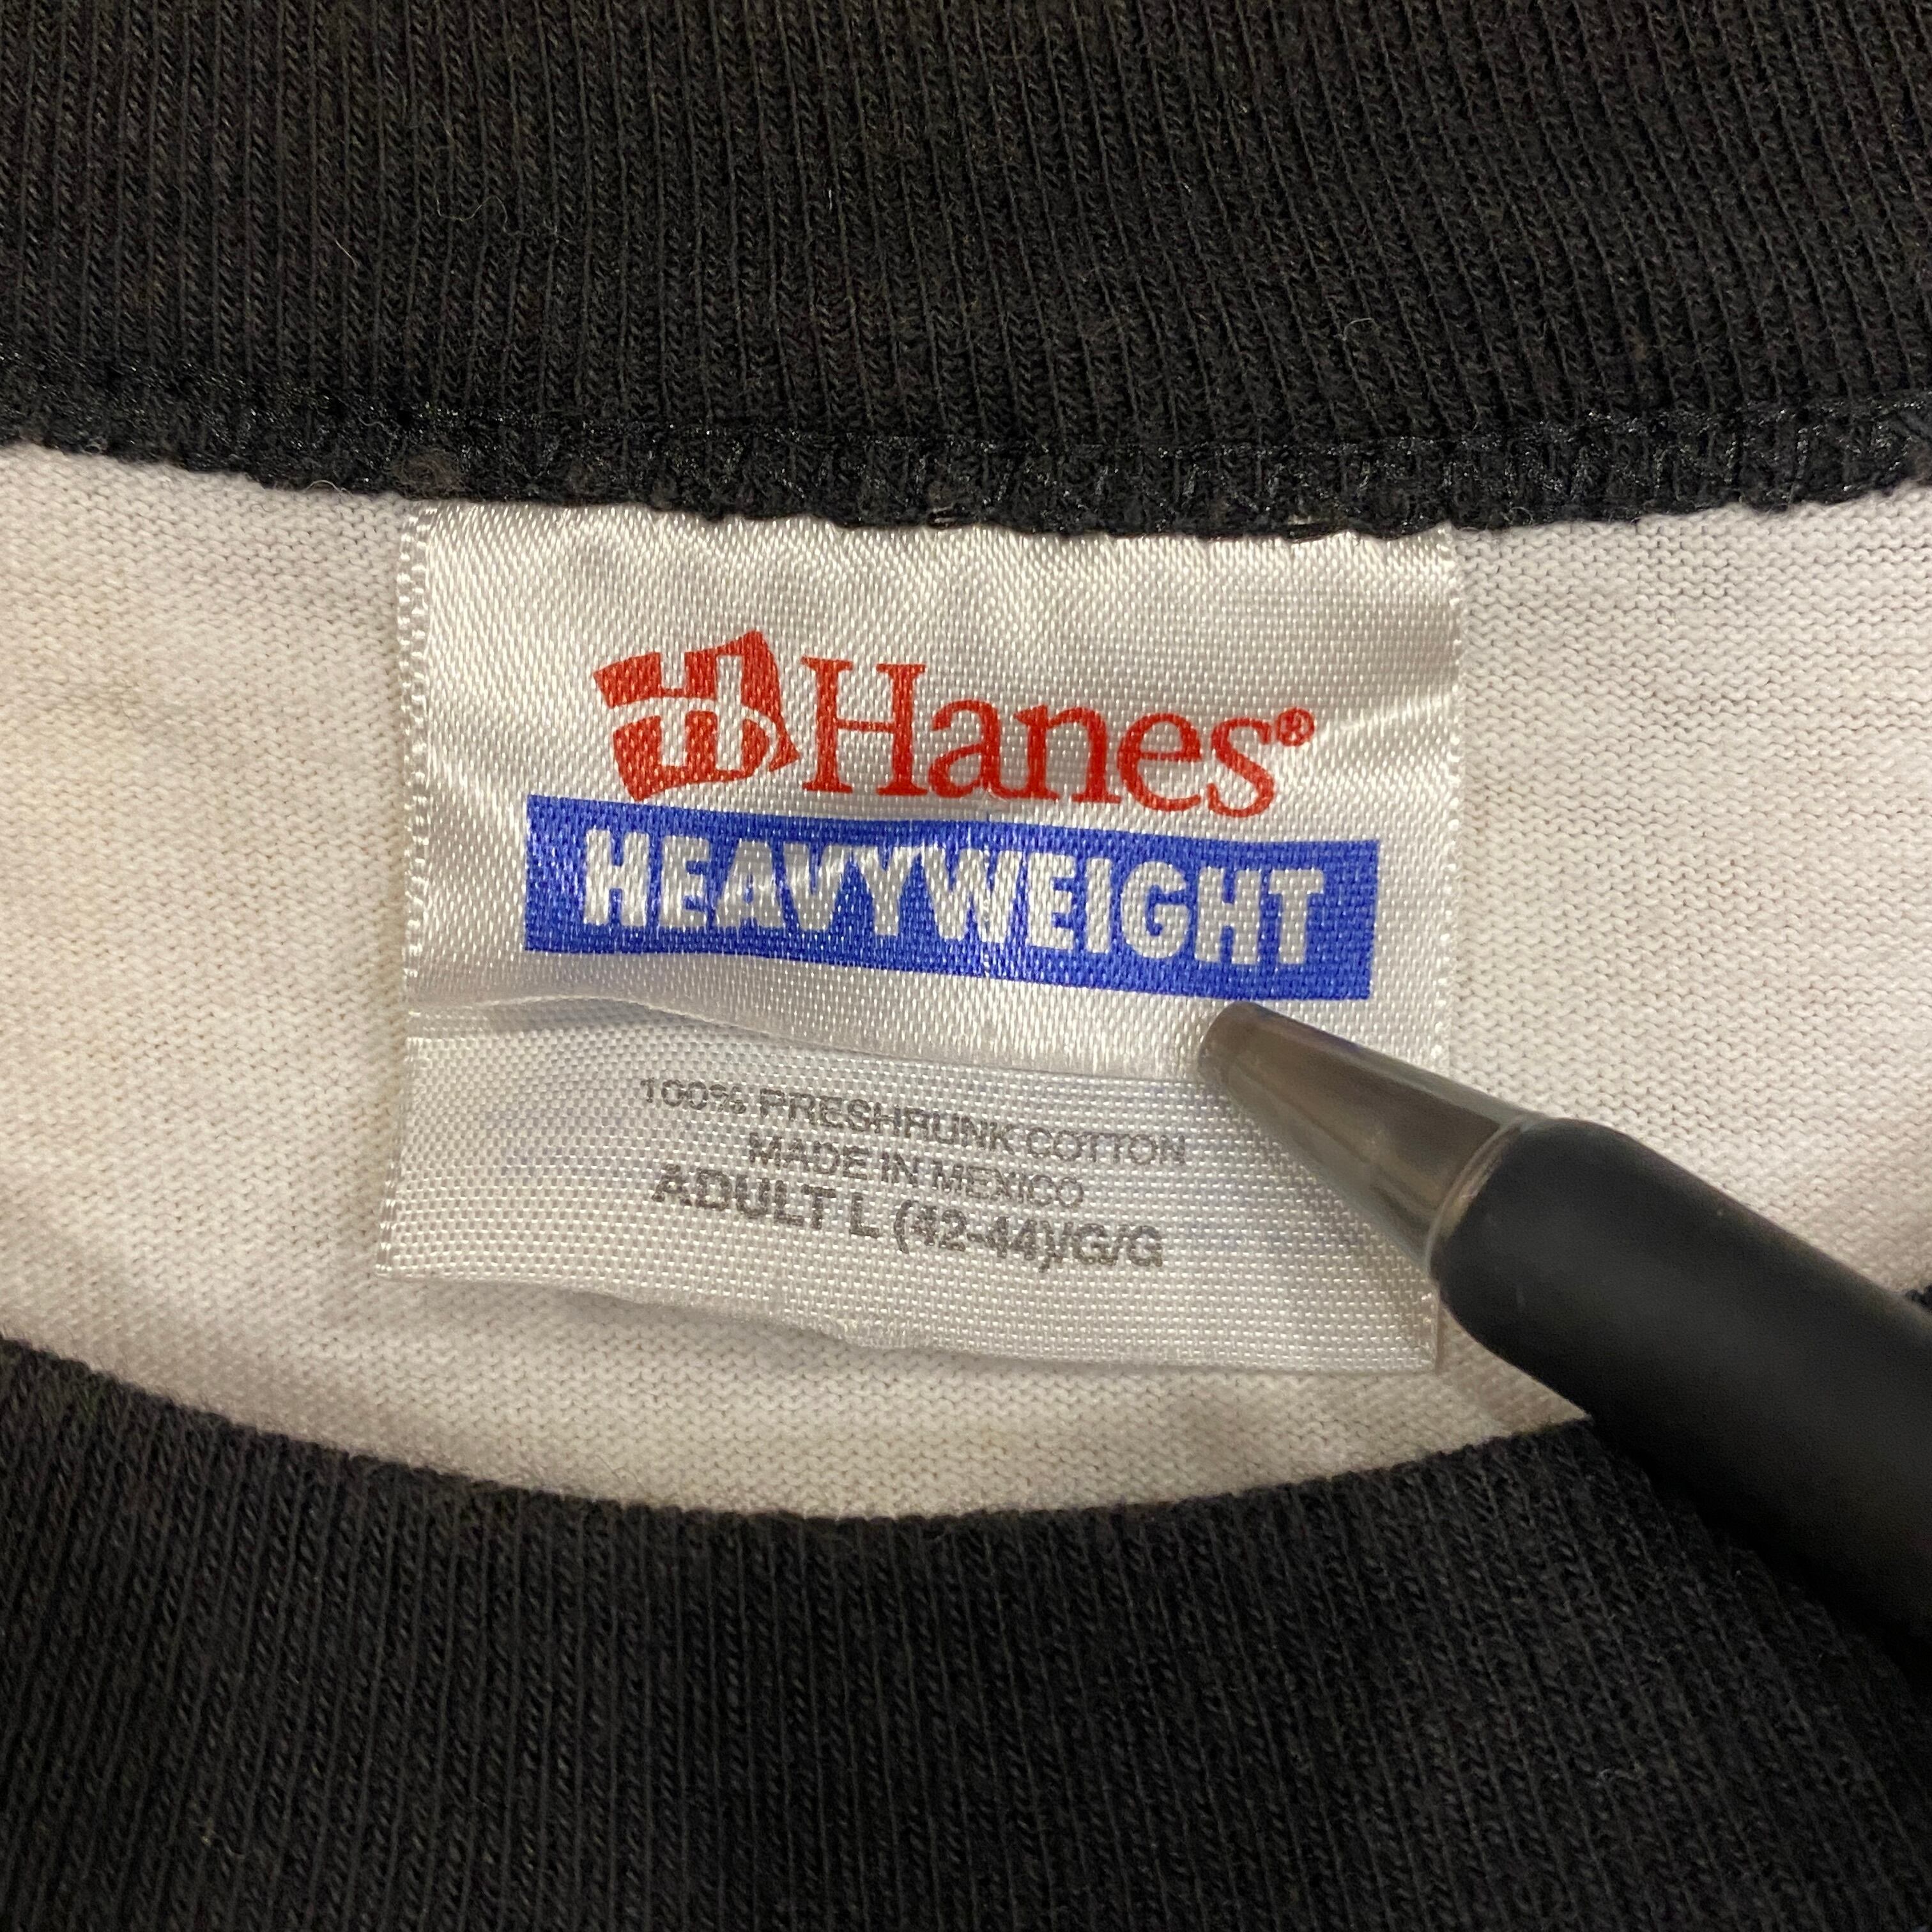 Hanes®
HEAVYWEIGHT
100% PRESHRUNK COTTON
MADE IN MEXICO
ADULT L (42-44)/G/G